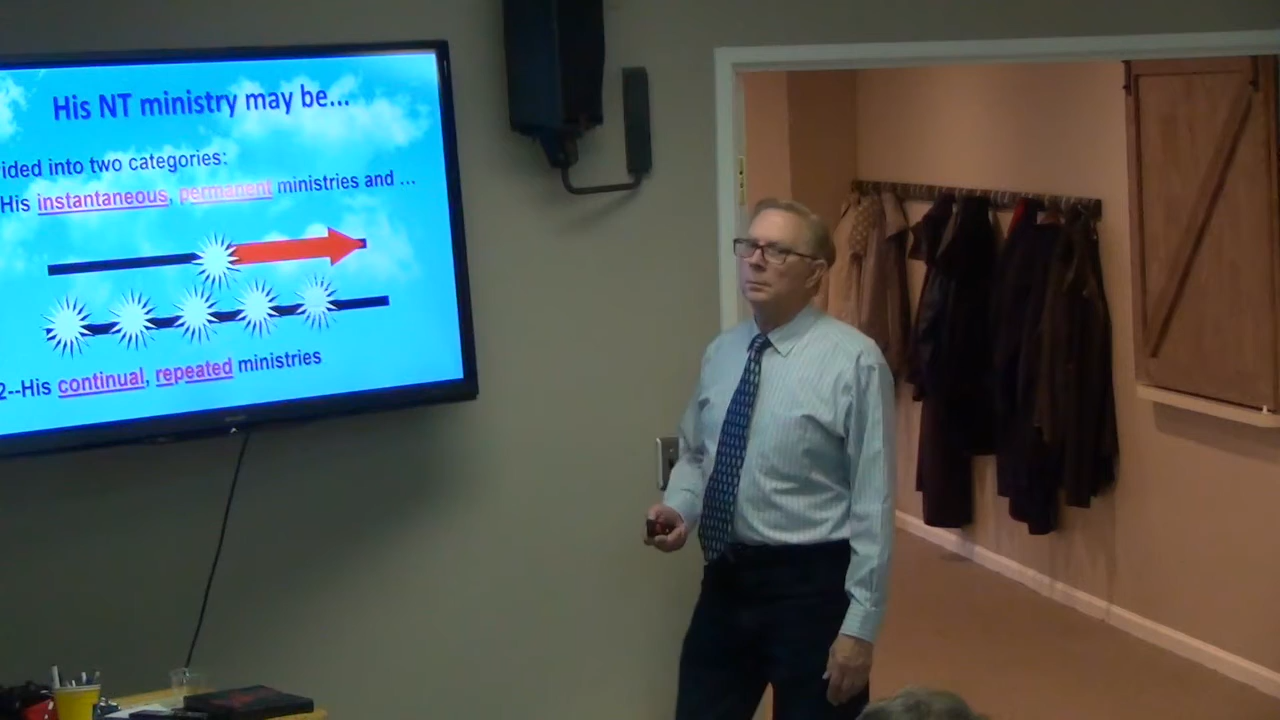 His NT ministry may be...
ided into two categories:
His instantaneous, permanent ministries and ...
2--His continual, repeated ministries